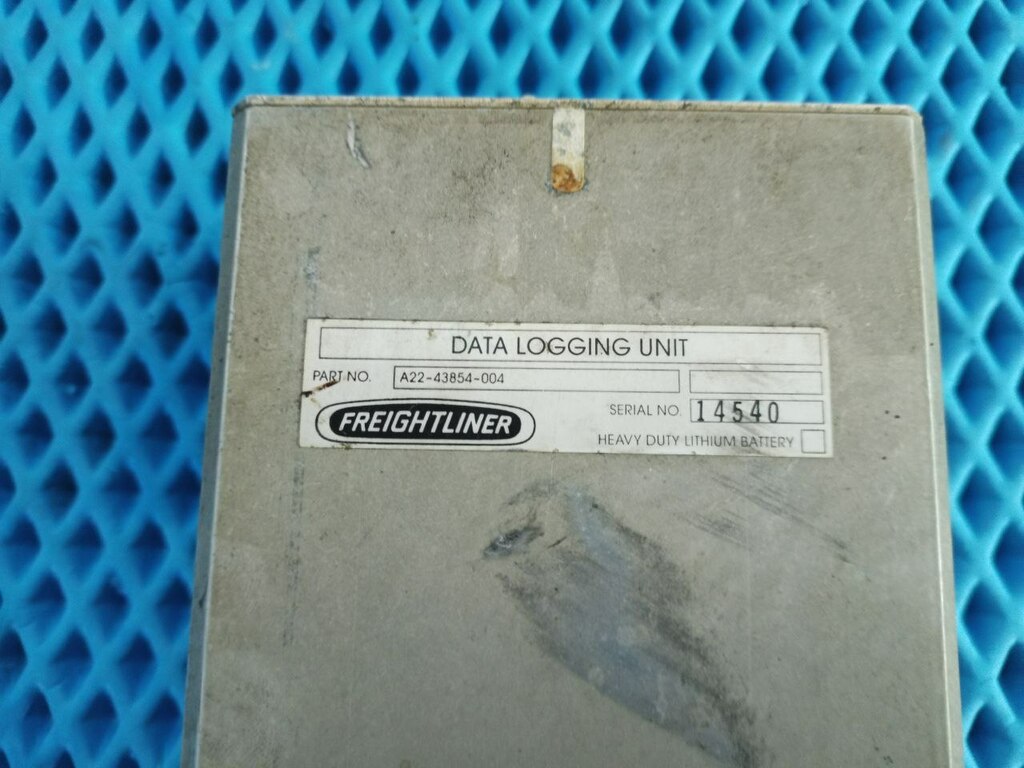 DATA LOGGING UNIT
PART NO. A22-43854-004
FREIGHTLINER
SERIAL NO. 14540
HEAVY DUTY LITHIUM BATTERY